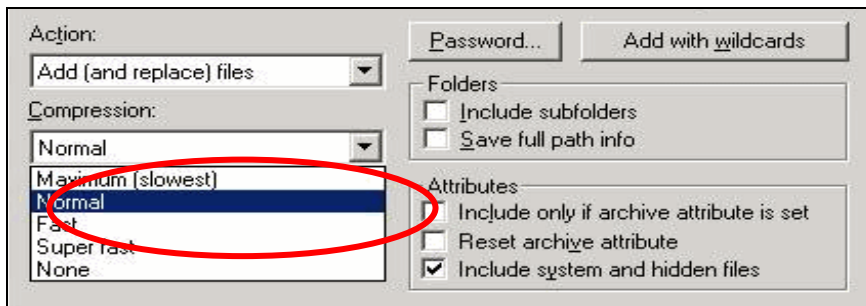 Action:
Add (and replace) files
Compression:
Normal
Maximum (slowest)
Normal
Fast
Super fast
None
Password...
Add with wildcards
Folders
Include subfolders
Save full path info
Attributes
Include only if archive attribute is set
Reset archive attribute
Include system and hidden files